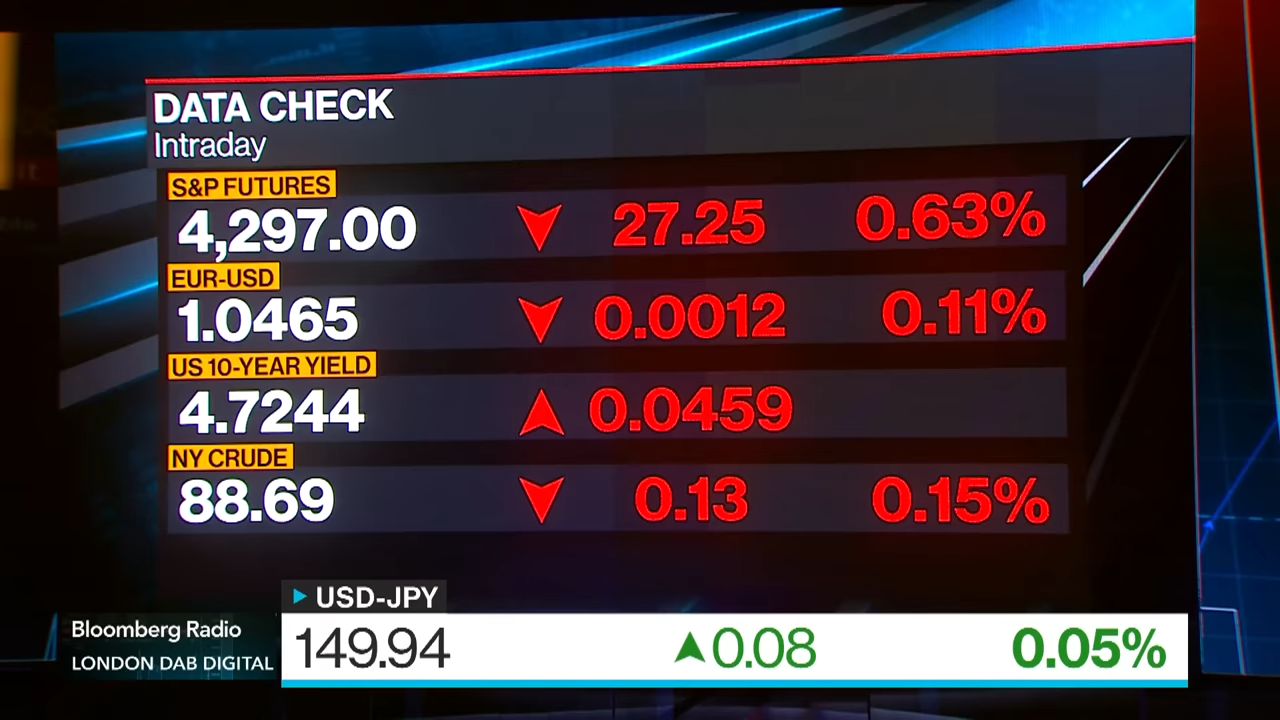 DATA CHECK
Intraday
S&P FUTURES
4,297.00 ▼ 27.25 0.63%
EUR-USD
1.0465 ▼ 0.0012 0.11%
US 10-YEAR YIELD
4.7244 ▲ 0.0459
NY CRUDE
88.69 ▼ 0.13 0.15%
▶ USD-JPY
Bloomberg Radio
LONDON DAB DIGITAL
149.94 ▲0.08 0.05%